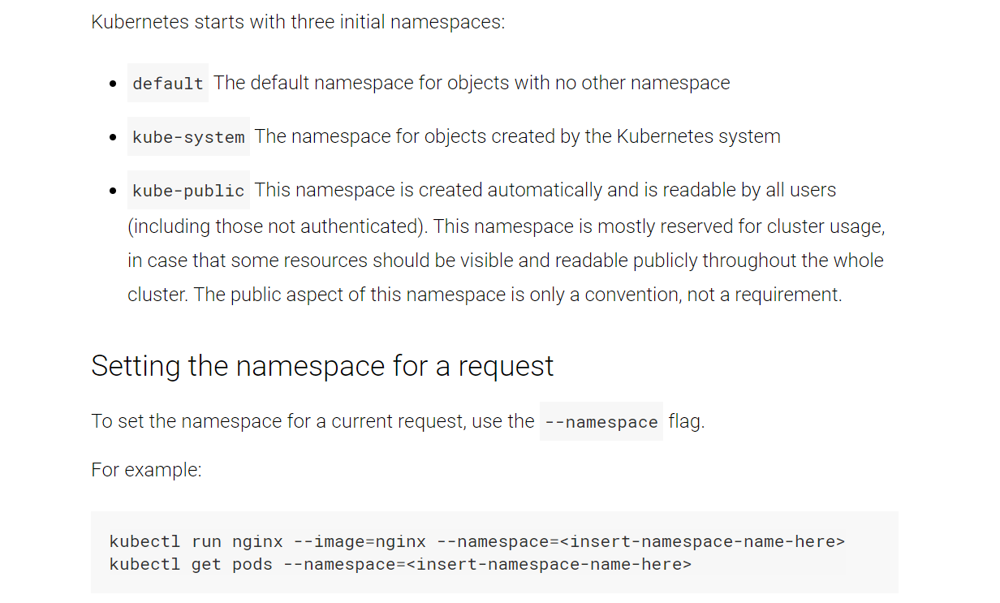 Kubernetes starts with three initial namespaces:
default The default namespace for objects with no other namespace
kube-system The namespace for objects created by the Kubernetes system
kube-public This namespace is created automatically and is readable by all users
(including those not authenticated). This namespace is mostly reserved for cluster usage,
in case that some resources should be visible and readable publicly throughout the whole
cluster. The public aspect of this namespace is only a convention, not a requirement.
Setting the namespace for a request
To set the namespace for a current request, use the --namespace flag.
For example:
kubectl run nginx --image=nginx --namespace=<insert-namespace-name-here>
kubectl get pods --namespace=<insert-namespace-name-here>